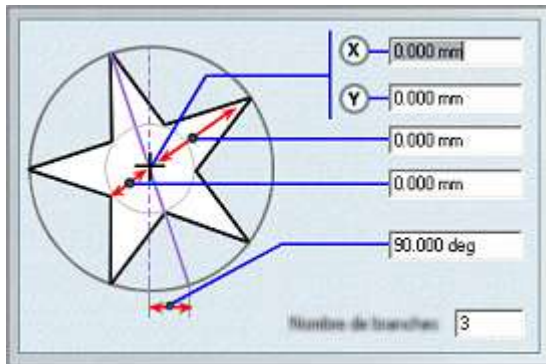 X 0.000 mm
Y 0.000 mm
0.000 mm
0.000 mm
90.000 deg
Nombre de branches 3